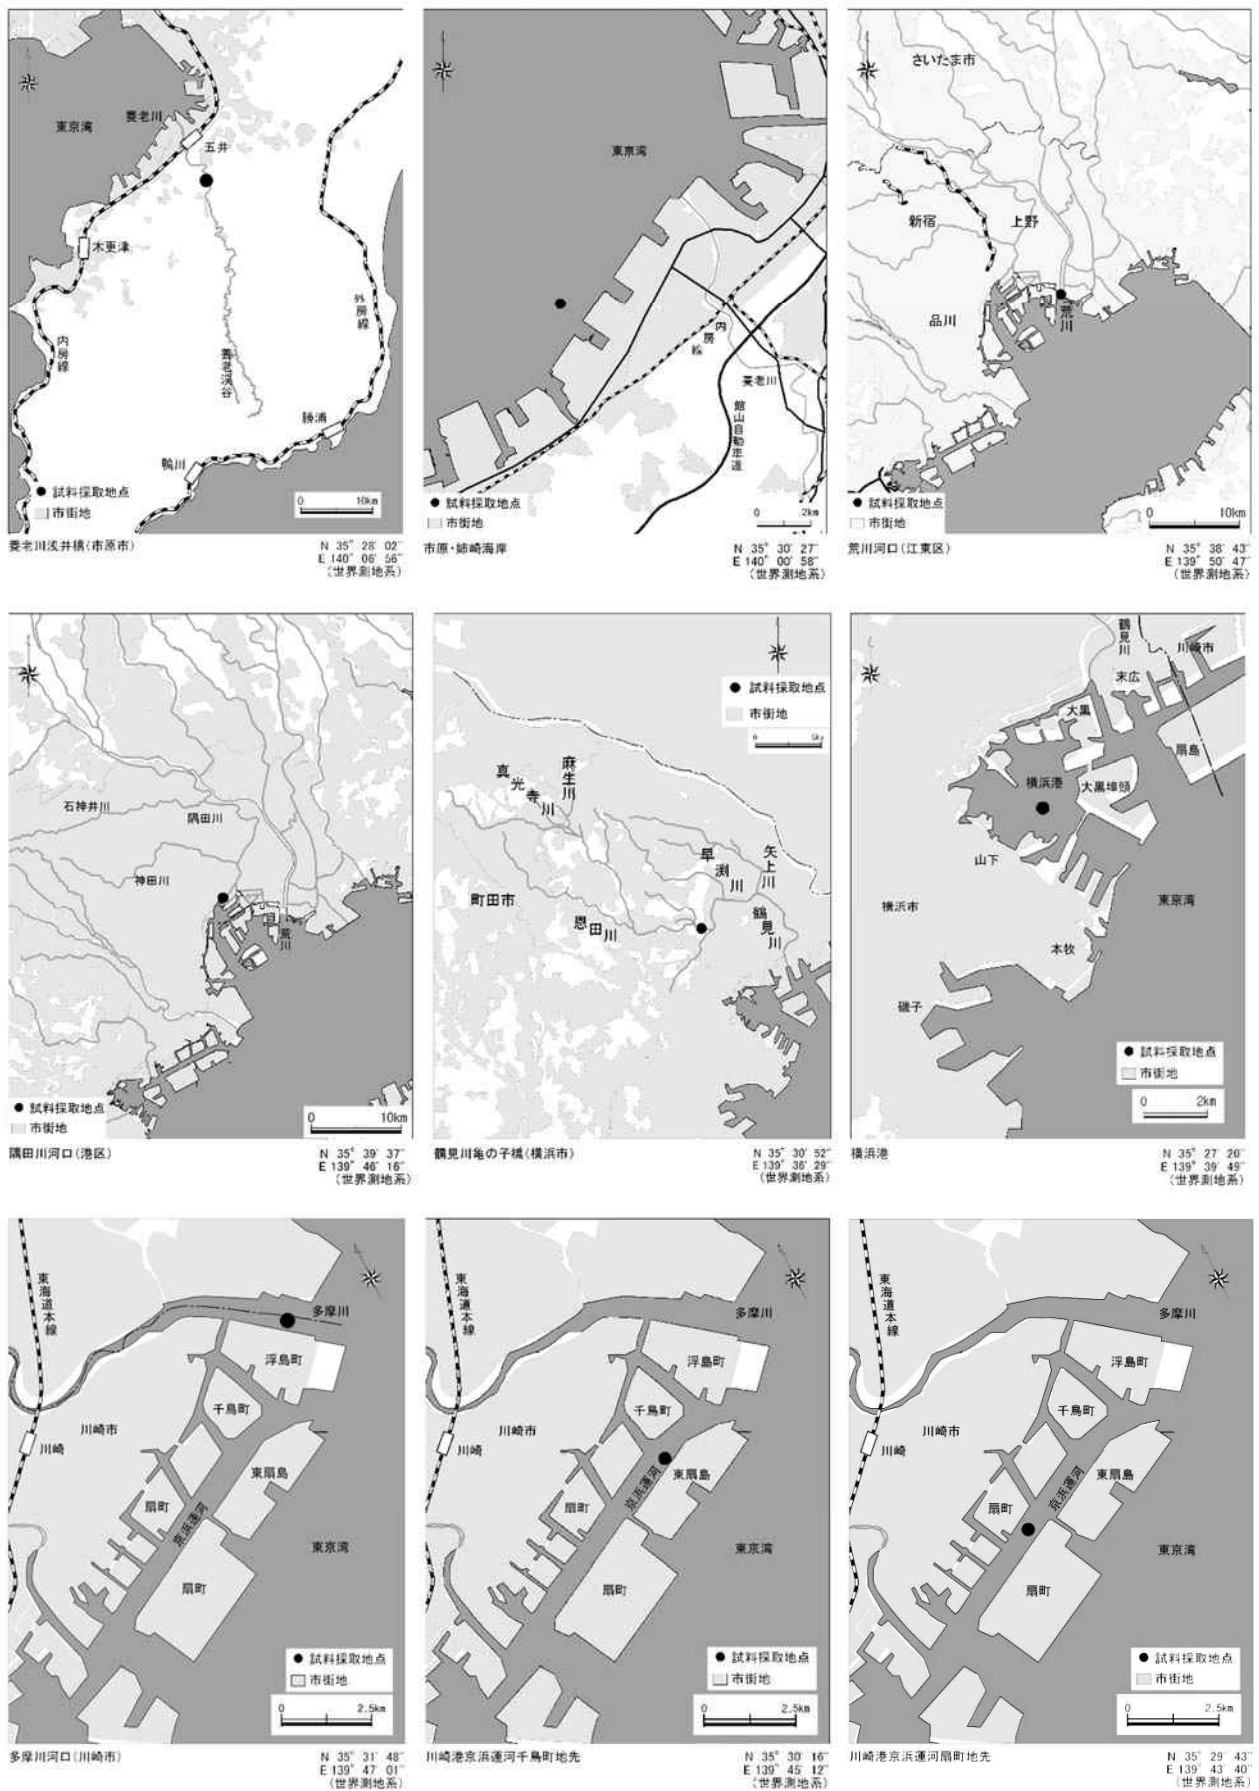 東京湾
養老川
五井
木更津
内房線
外房線
養老渓谷
勝浦
鴨川
試料採取地点
市街地
0 10km
養老川浅井橋(市原市)
N 35° 28′ 02″
E 140° 06′ 56″
(世界測地系)
東京湾
内房線
養老川
館山自動車道
試料採取地点
市街地
0 2km
市原・姉崎海岸
N 35° 30′ 27″
E 140° 00′ 58″
(世界測地系)
さいたま市
新宿
上野
品川
荒川
試料採取地点
市街地
0 10km
荒川河口(江東区)
N 35° 38′ 43″
E 139° 50′ 47″
(世界測地系)
石神井川
隅田川
神田川
荒川
試料採取地点
市街地
0 10km
隅田川河口(港区)
N 35° 39′ 37″
E 139° 46′ 16″
(世界測地系)
試料採取地点
市街地
0 5km
真光寺川
麻生川
早渕川
矢上川
町田市
恩田川
鶴見川
鶴見川亀の子橋(横浜市)
N 35° 30′ 52″
E 139° 36′ 29″
(世界測地系)
鶴見川
川崎市
末広
大黒
扇島
横浜港
大黒埠頭
山下
横浜市
東京湾
本牧
磯子
試料採取地点
市街地
0 2km
横浜港
N 35° 27′ 20″
E 139° 39′ 49″
(世界測地系)
東海道本線
多摩川
浮島町
千鳥町
川崎市
川崎
東扇島
扇町
京浜運河
東京湾
扇町
試料採取地点
市街地
0 2.5km
多摩川河口(川崎市)
N 35° 31′ 48″
E 139° 47′ 01″
(世界測地系)
東海道本線
多摩川
浮島町
千鳥町
川崎市
川崎
東扇島
扇町
京浜運河
東京湾
扇町
試料採取地点
市街地
0 2.5km
川崎港京浜運河千鳥町地先
N 35° 30′ 16″
E 139° 45′ 12″
(世界測地系)
東海道本線
多摩川
浮島町
千鳥町
川崎市
川崎
東扇島
扇町
京浜運河
東京湾
扇町
試料採取地点
市街地
0 2.5km
川崎港京浜運河扇町地先
N 35° 29′ 43″
E 139° 43′ 40″
(世界測地系)